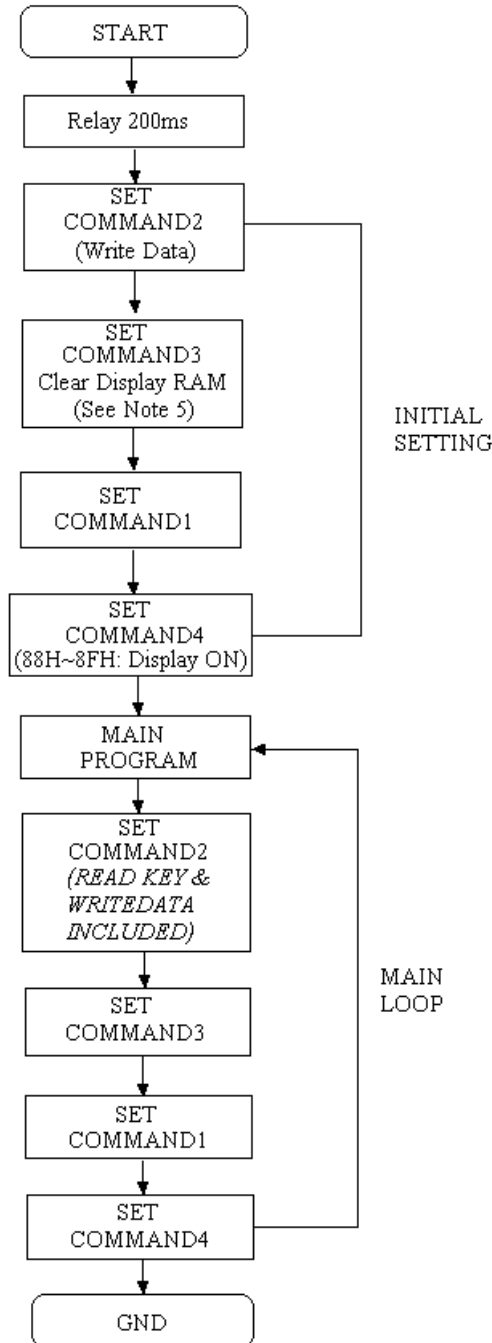 START
Relay 200ms
SET
COMMAND2
(Write Data)
SET
COMMAND3
Clear Display RAM
(See Note 5)
INITIAL
SETTING
SET
COMMAND1
SET
COMMAND4
(88H~8FH: Display ON)
MAIN
PROGRAM
SET
COMMAND2
(READ KEY &
WRITEDATA
INCLUDED)
MAIN
LOOP
SET
COMMAND3
SET
COMMAND1
SET
COMMAND4
GND